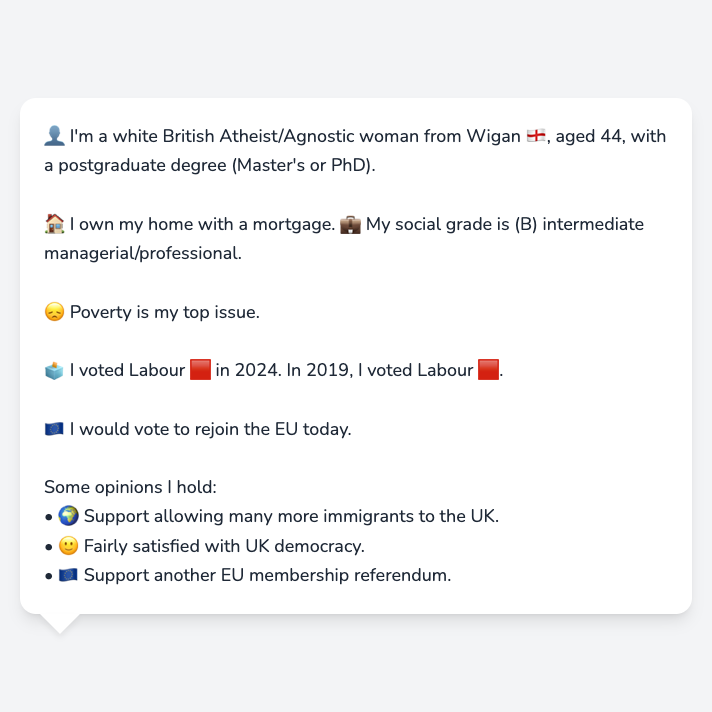 👤 I'm a white British Atheist/Agnostic woman from Wigan 🏴󠁧󠁢󠁥󠁮󠁧󠁿, aged 44, with
a postgraduate degree (Master's or PhD).
🏠 I own my home with a mortgage. 💼 My social grade is (B) intermediate
managerial/professional.
😞 Poverty is my top issue.
🗳️ I voted Labour 🟥 in 2024. In 2019, I voted Labour 🟥.
🇪🇺 I would vote to rejoin the EU today.
Some opinions I hold:
• 🌍 Support allowing many more immigrants to the UK.
• 🙂 Fairly satisfied with UK democracy.
• 🇪🇺 Support another EU membership referendum.